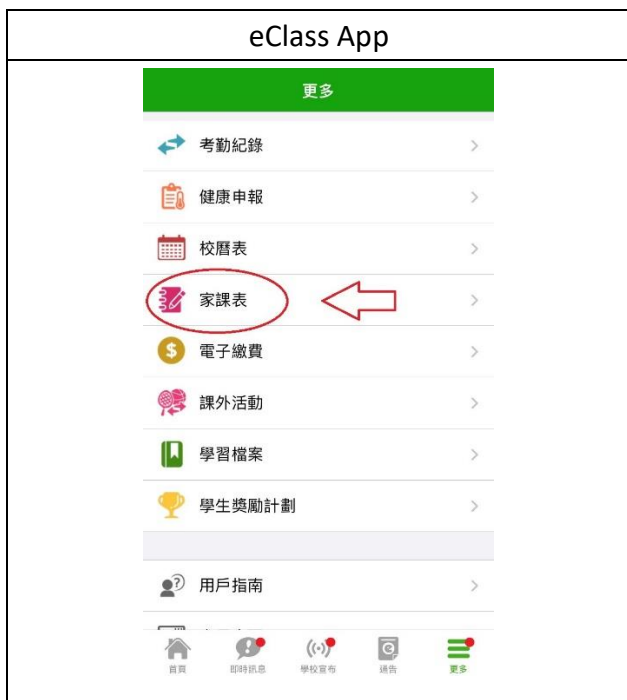 eClass App
更多
考勤紀錄
健康申報
校曆表
家課表
電子繳費
課外活動
學習檔案
學生獎勵計劃
用戶指南
首頁
即時訊息
學校宣布
通告
更多